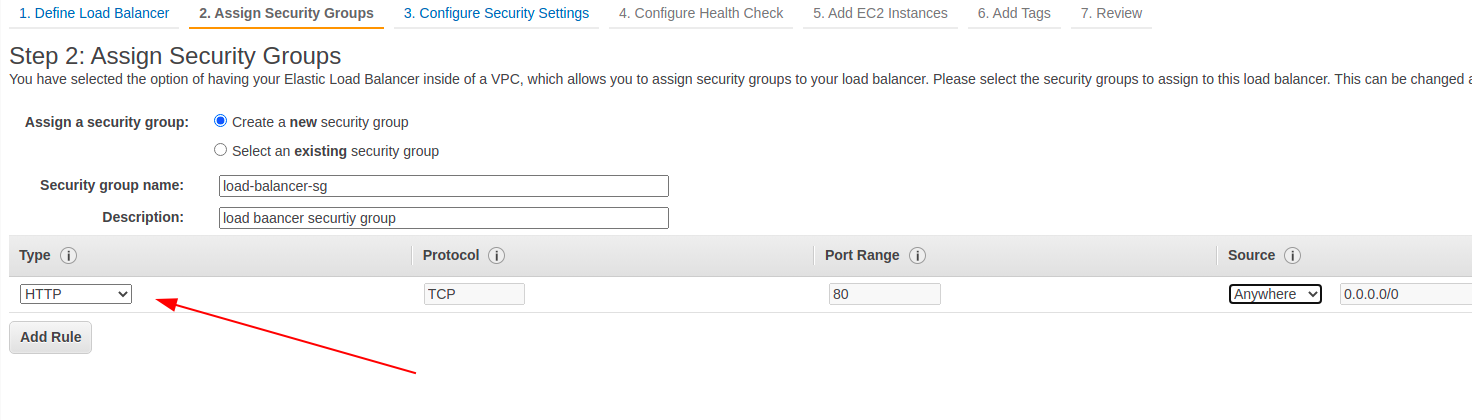 1. Define Load Balancer 2. Assign Security Groups 3. Configure Security Settings 4. Configure Health Check 5. Add EC2 Instances 6. Add Tags 7. Review
Step 2: Assign Security Groups
You have selected the option of having your Elastic Load Balancer inside of a VPC, which allows you to assign security groups to your load balancer. Please select the security groups to assign to this load balancer. This can be changed a
Assign a security group: Create a new security group
Select an existing security group
Security group name: load-balancer-sg
Description: load baancer securtiy group
Type i Protocol i Port Range i Source i
HTTP TCP 80 Anywhere 0.0.0.0/0
Add Rule